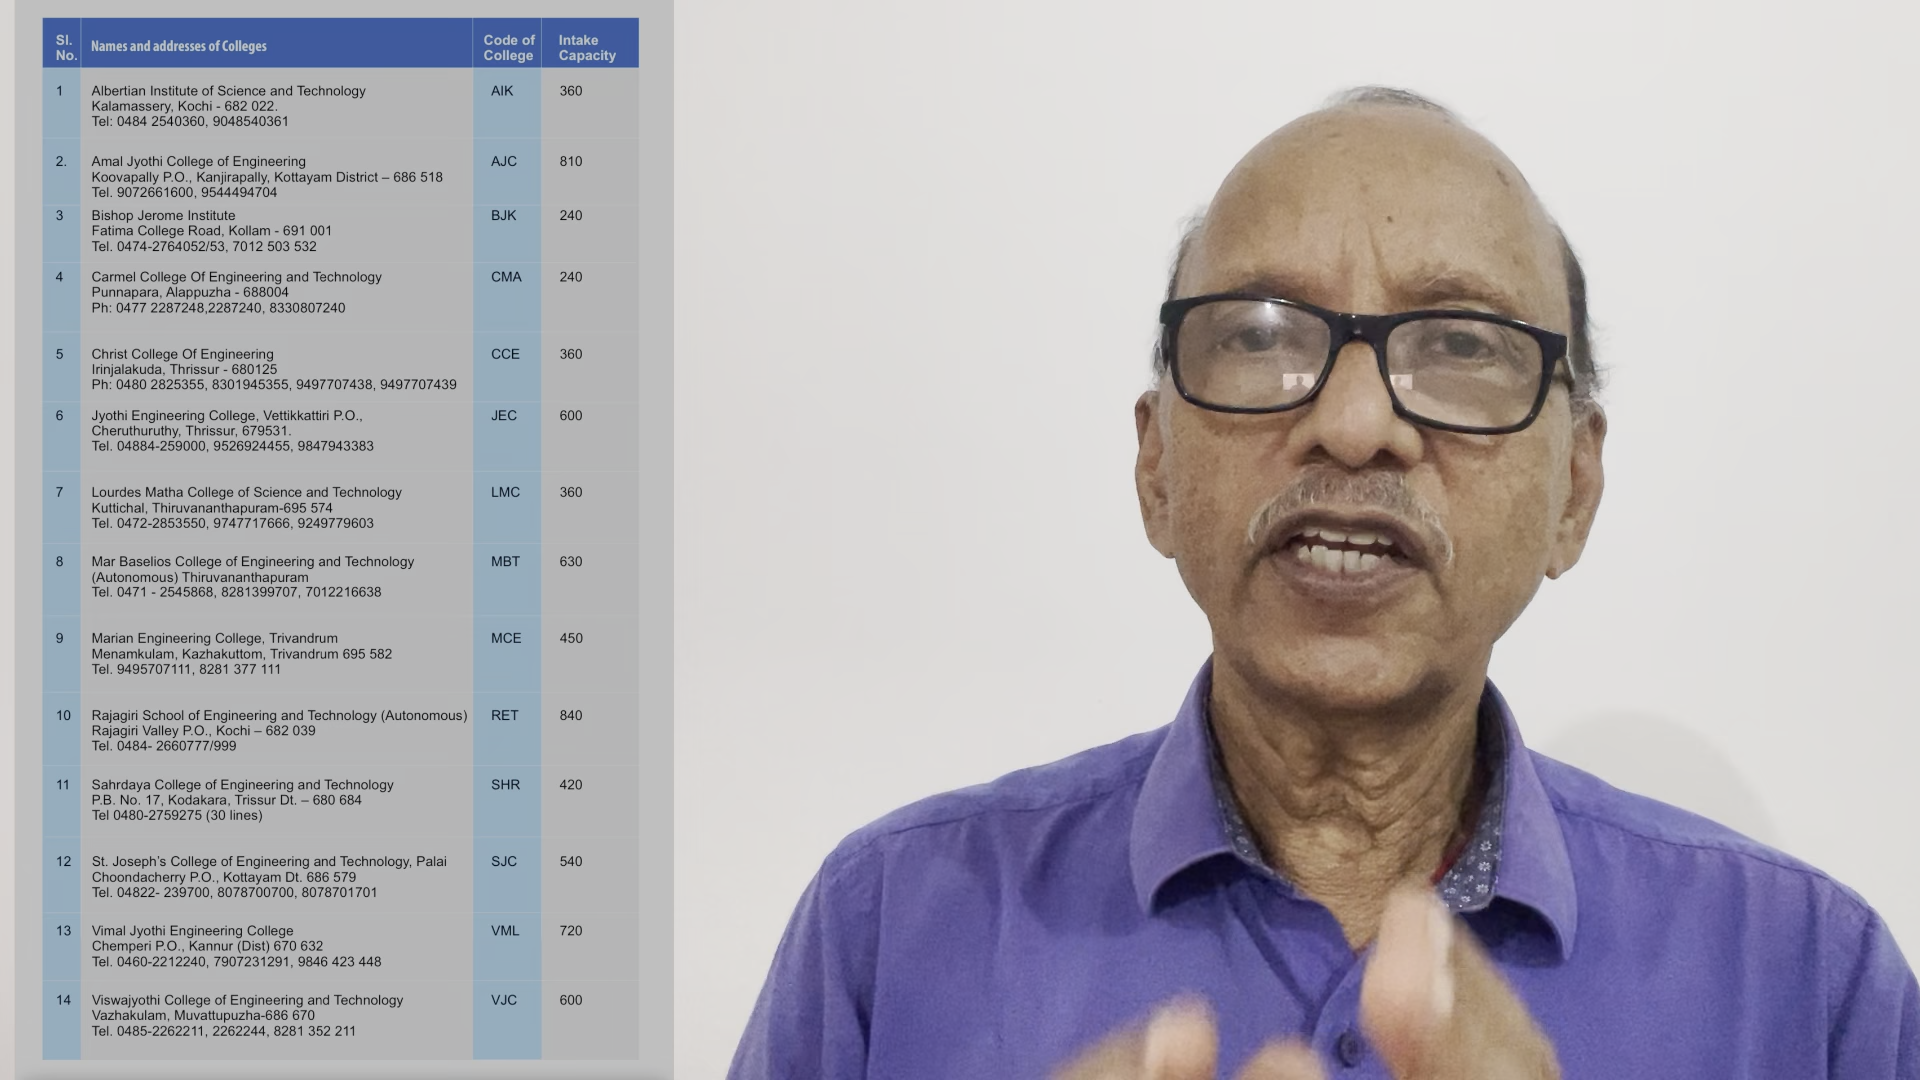 Sl. No. Names and addresses of Colleges Code of College Intake Capacity
1 Albertian Institute of Science and Technology AIK 360
Kalamassery, Kochi - 682 022.
Tel: 0484 2540360, 9048540361
2. Amal Jyothi College of Engineering AJC 810
Koovapally P.O., Kanjirapally, Kottayam District – 686 518
Tel. 9072661600, 9544494704
3 Bishop Jerome Institute BJK 240
Fatima College Road, Kollam - 691 001
Tel. 0474-2764052/53, 7012 503 532
4 Carmel College Of Engineering and Technology CMA 240
Punnapara, Alappuzha - 688004
Ph: 0477 2287248,2287240, 8330807240
5 Christ College Of Engineering CCE 360
Irinjalakuda, Thrissur - 680125
Ph: 0480 2825355, 8301945355, 9497707438, 9497707439
6 Jyothi Engineering College, Vettikkattiri P.O., JEC 600
Cheruthuruthy, Thrissur, 679531.
Tel. 04884-259000, 9526924455, 9847943383
7 Lourdes Matha College of Science and Technology LMC 360
Kuttichal, Thiruvananthapuram-695 574
Tel. 0472-2853550, 9747717666, 9249779603
8 Mar Baselios College of Engineering and Technology MBT 630
(Autonomous) Thiruvananthapuram
Tel. 0471 - 2545868, 8281399707, 7012216638
9 Marian Engineering College, Trivandrum MCE 450
Menamkulam, Kazhakuttom, Trivandrum 695 582
Tel. 9495707111, 8281 377 111
10 Rajagiri School of Engineering and Technology (Autonomous) RET 840
Rajagiri Valley P.O., Kochi – 682 039
Tel. 0484- 2660777/999
11 Sahrdaya College of Engineering and Technology SHR 420
P.B. No. 17, Kodakara, Trissur Dt. – 680 684
Tel 0480-2759275 (30 lines)
12 St. Joseph’s College of Engineering and Technology, Palai SJC 540
Choondacherry P.O., Kottayam Dt. 686 579
Tel. 04822- 239700, 8078700700, 8078701701
13 Vimal Jyothi Engineering College VML 720
Chemperi P.O., Kannur (Dist) 670 632
Tel. 0460-2212240, 7907231291, 9846 423 448
14 Viswajyothi College of Engineering and Technology VJC 600
Vazhakulam, Muvattupuzha-686 670
Tel. 0485-2262211, 2262244, 8281 352 211